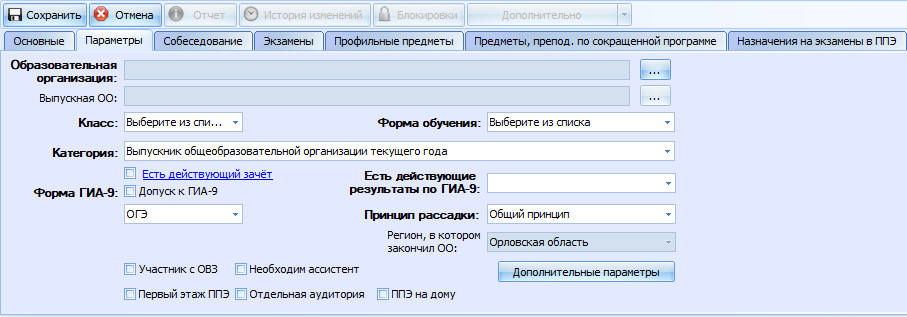 Сохранить Отмена Отчет История изменений Блокировки Дополнительно
Основные Параметры Собеседование Экзамены Профильные предметы Предметы, препод. по сокращенной программе Назначения на экзамены в ППЭ
Образовательная
организация: ...
Выпускная ОО: ...
Класс: Выберите из спи... Форма обучения: Выберите из списка
Категория: Выпускник общеобразовательной организации текущего года
Есть действующий зачёт Есть действующие
результаты по ГИА-9:
Форма ГИА-9: Допуск к ГИА-9
ОГЭ Принцип рассадки: Общий принцип
Регион, в котором
закончил ОО: Орловская область
Участник с ОВЗ Необходим ассистент Дополнительные параметры
Первый этаж ППЭ Отдельная аудитория ППЭ на дому